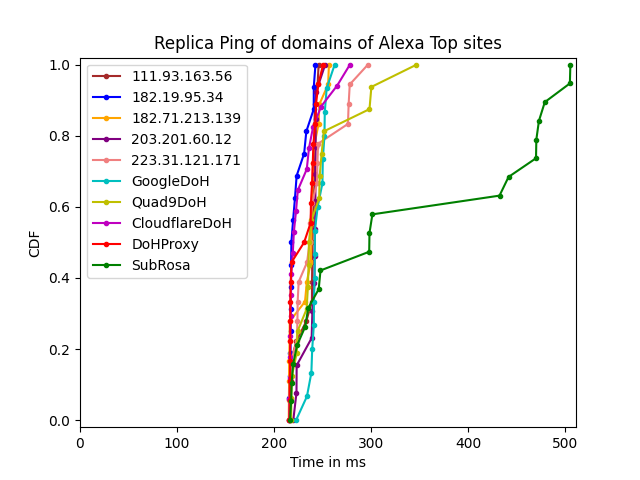 Replica Ping of domains of Alexa Top sites
1.0
0.8
0.6
0.4
0.2
0.0
CDF
111.93.163.56
182.19.95.34
182.71.213.139
203.201.60.12
223.31.121.171
GoogleDoH
Quad9DoH
CloudflareDoH
DoHProxy
SubRosa
0 100 200 300 400 500
Time in ms